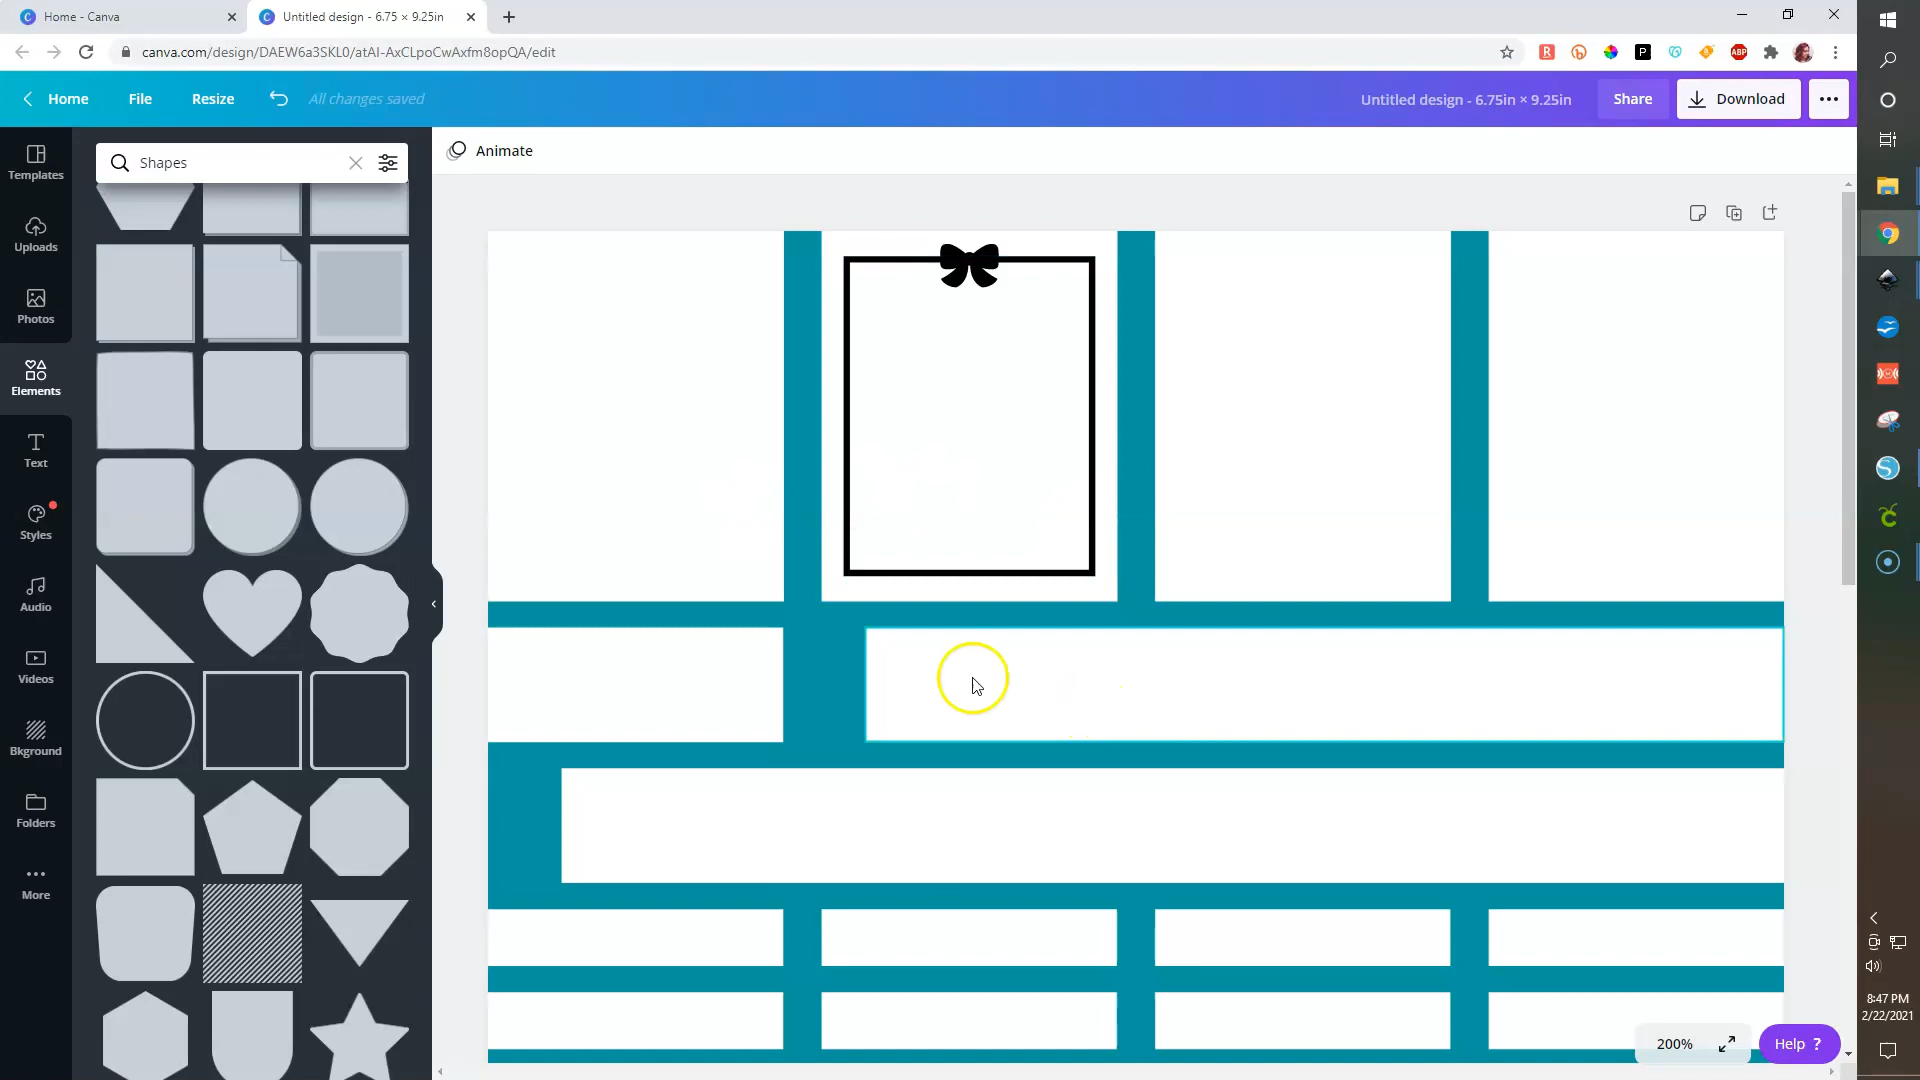 Home - Canva
Untitled design - 6.75 × 9.25in
canva.com/design/DAEW6a3SKL0/atAI-AxCLpoCwAxfm8opQA/edit
Home
File
Resize
All changes saved
Untitled design - 6.75in × 9.25in
Share
Download
Animate
Shapes
Templates
Uploads
Photos
Elements
Text
Styles
Audio
Videos
Bkground
Folders
More
200%
Help ?
8:47 PM
2/22/2021
ABP
P